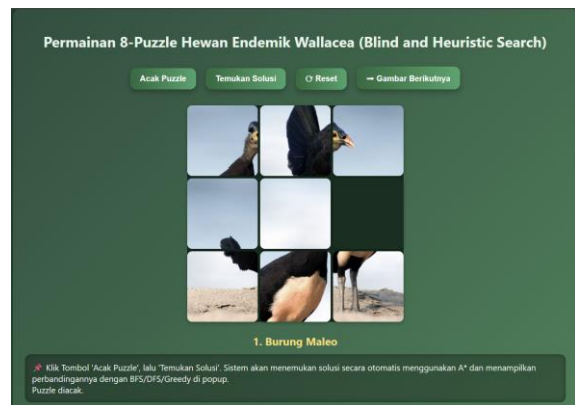 Permainan 8-Puzzle Hewan Endemik Wallacea (Blind and Heuristic Search)
Acak Puzzle
Temukan Solusi
Reset
Gambar Berikutnya
1. Burung Maleo
Klik Tombol 'Acak Puzzle', lalu 'Temukan Solusi'. Sistem akan menemukan solusi secara otomatis menggunakan A* dan menampilkan
perbandingannya dengan BFS/DFS/Greedy di popup.
Puzzle diacak.